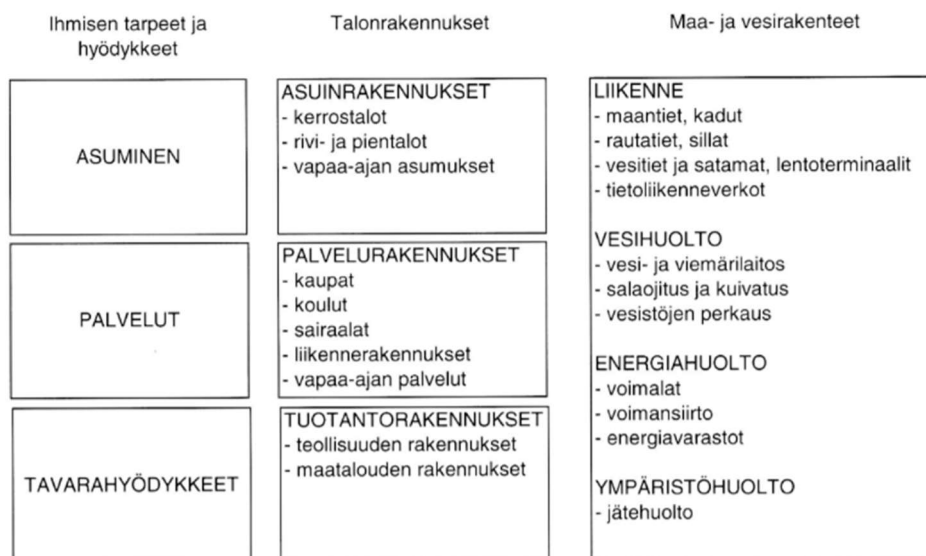 Ihmisen tarpeet ja
hyödykkeet
Talonrakennukset
Maa- ja vesirakenteet
ASUMINEN
ASUINRAKENNUKSET
- kerrostalot
- rivi- ja pientalot
- vapaa-ajan asumukset
PALVELUT
PALVELURAKENNUKSET
- kaupat
- koulut
- sairaalat
- liikennerakennukset
- vapaa-ajan palvelut
TAVARAHYÖDYKKEET
TUOTANTORAKENNUKSET
- teollisuuden rakennukset
- maatalouden rakennukset
LIIKENNE
- maantiet, kadut
- rautatiet, sillat
- vesitiet ja satamat, lentoterminaalit
- tietoliikenneverkot
VESIHUOLTO
- vesi- ja viemärilaitos
- salaojitus ja kuivatus
- vesistöjen perkaus
ENERGIAHUOLTO
- voimalat
- voimansiirto
- energiavarastot
YMPÄRISTÖHUOLTO
- jätehuolto